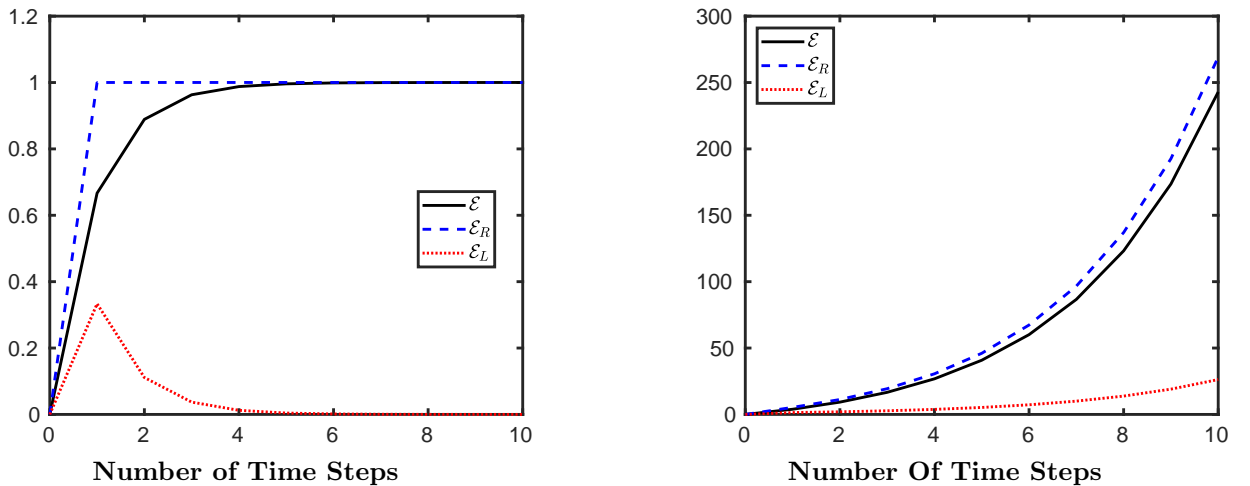 1.2
1
0.8
0.6
0.4
0.2
0
0 2 4 6 8 10
ℰ
ℰ_R
ℰ_L
Number of Time Steps
300
250
200
150
100
50
0
0 2 4 6 8 10
ℰ
ℰ_R
ℰ_L
Number Of Time Steps